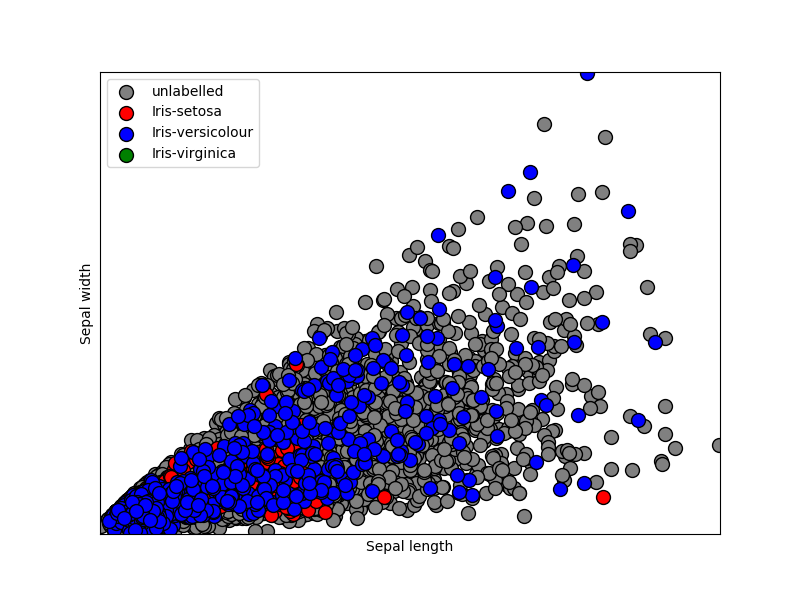 unlabelled
Iris-setosa
Iris-versicolour
Iris-virginica
Sepal width
Sepal length